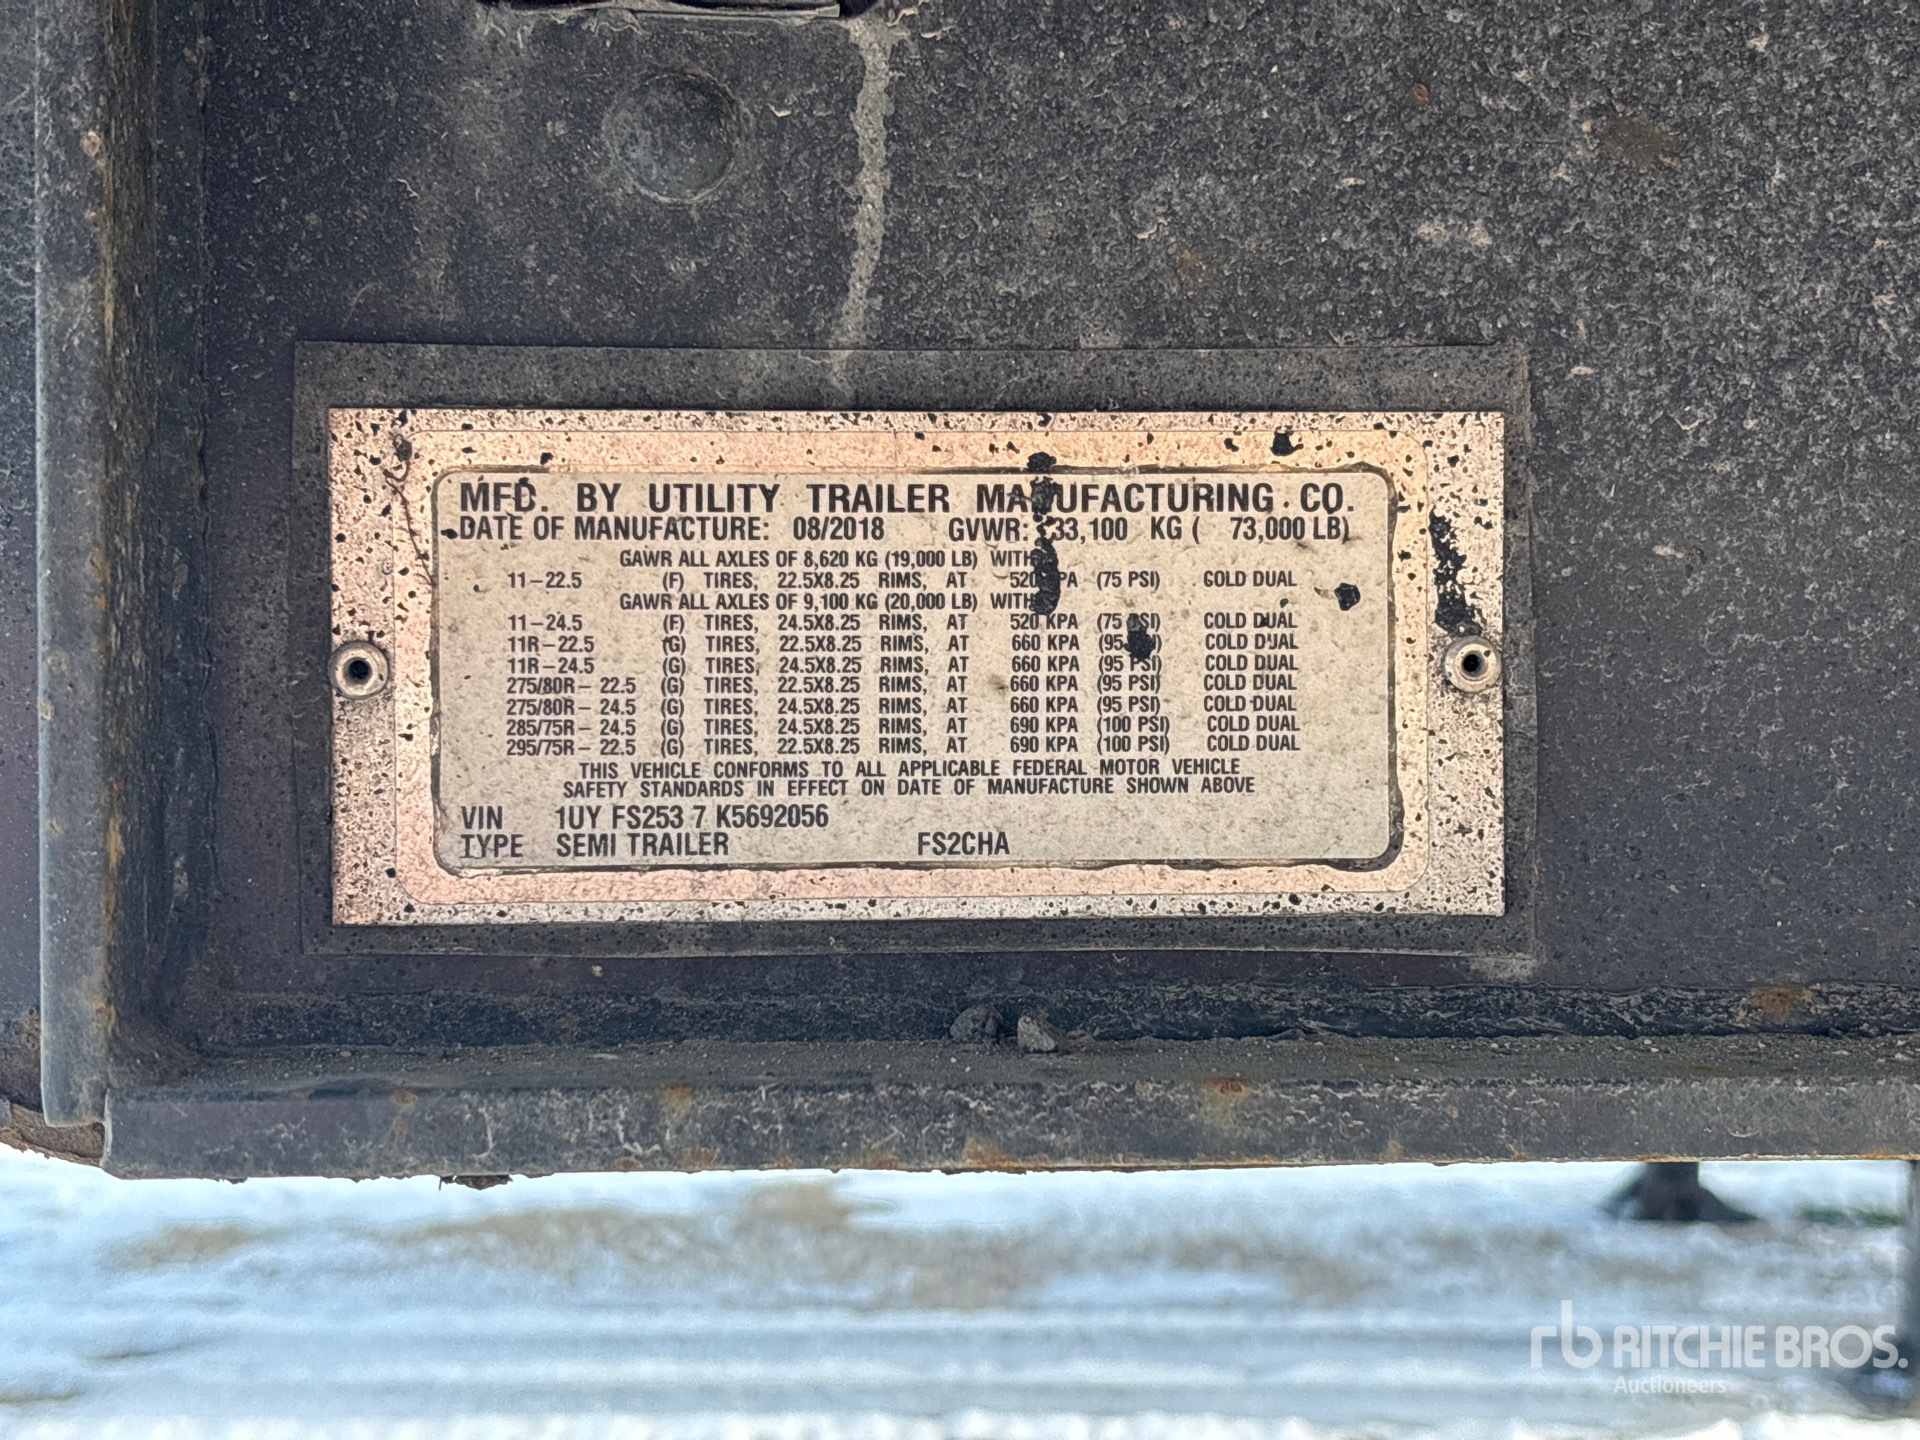 MFD. BY UTILITY TRAILER MANUFACTURING CO.
DATE OF MANUFACTURE: 08/2018 GVWR: 33,100 KG ( 73,000 LB)
GAWR ALL AXLES OF 8,620 KG (19,000 LB) WITH
11-22.5 (F) TIRES, 22.5X8.25 RIMS, AT 520 KPA (75 PSI) COLD DUAL
GAWR ALL AXLES OF 9,100 KG (20,000 LB) WITH
11-24.5 (F) TIRES, 24.5X8.25 RIMS, AT 520 KPA (75 PSI) COLD DUAL
11R-22.5 (G) TIRES, 22.5X8.25 RIMS, AT 660 KPA (95 PSI) COLD DUAL
11R-24.5 (G) TIRES, 24.5X8.25 RIMS, AT 660 KPA (95 PSI) COLD DUAL
275/80R-22.5 (G) TIRES, 22.5X8.25 RIMS, AT 660 KPA (95 PSI) COLD DUAL
275/80R-24.5 (G) TIRES, 24.5X8.25 RIMS, AT 660 KPA (95 PSI) COLD DUAL
285/75R-24.5 (G) TIRES, 24.5X8.25 RIMS, AT 690 KPA (100 PSI) COLD DUAL
295/75R-22.5 (G) TIRES, 22.5X8.25 RIMS, AT 690 KPA (100 PSI) COLD DUAL
THIS VEHICLE CONFORMS TO ALL APPLICABLE FEDERAL MOTOR VEHICLE
SAFETY STANDARDS IN EFFECT ON DATE OF MANUFACTURE SHOWN ABOVE
VIN 1UY FS253 7 K5692056
TYPE SEMI TRAILER FS2CHA
rb RITCHIE BROS.
Auctioneers